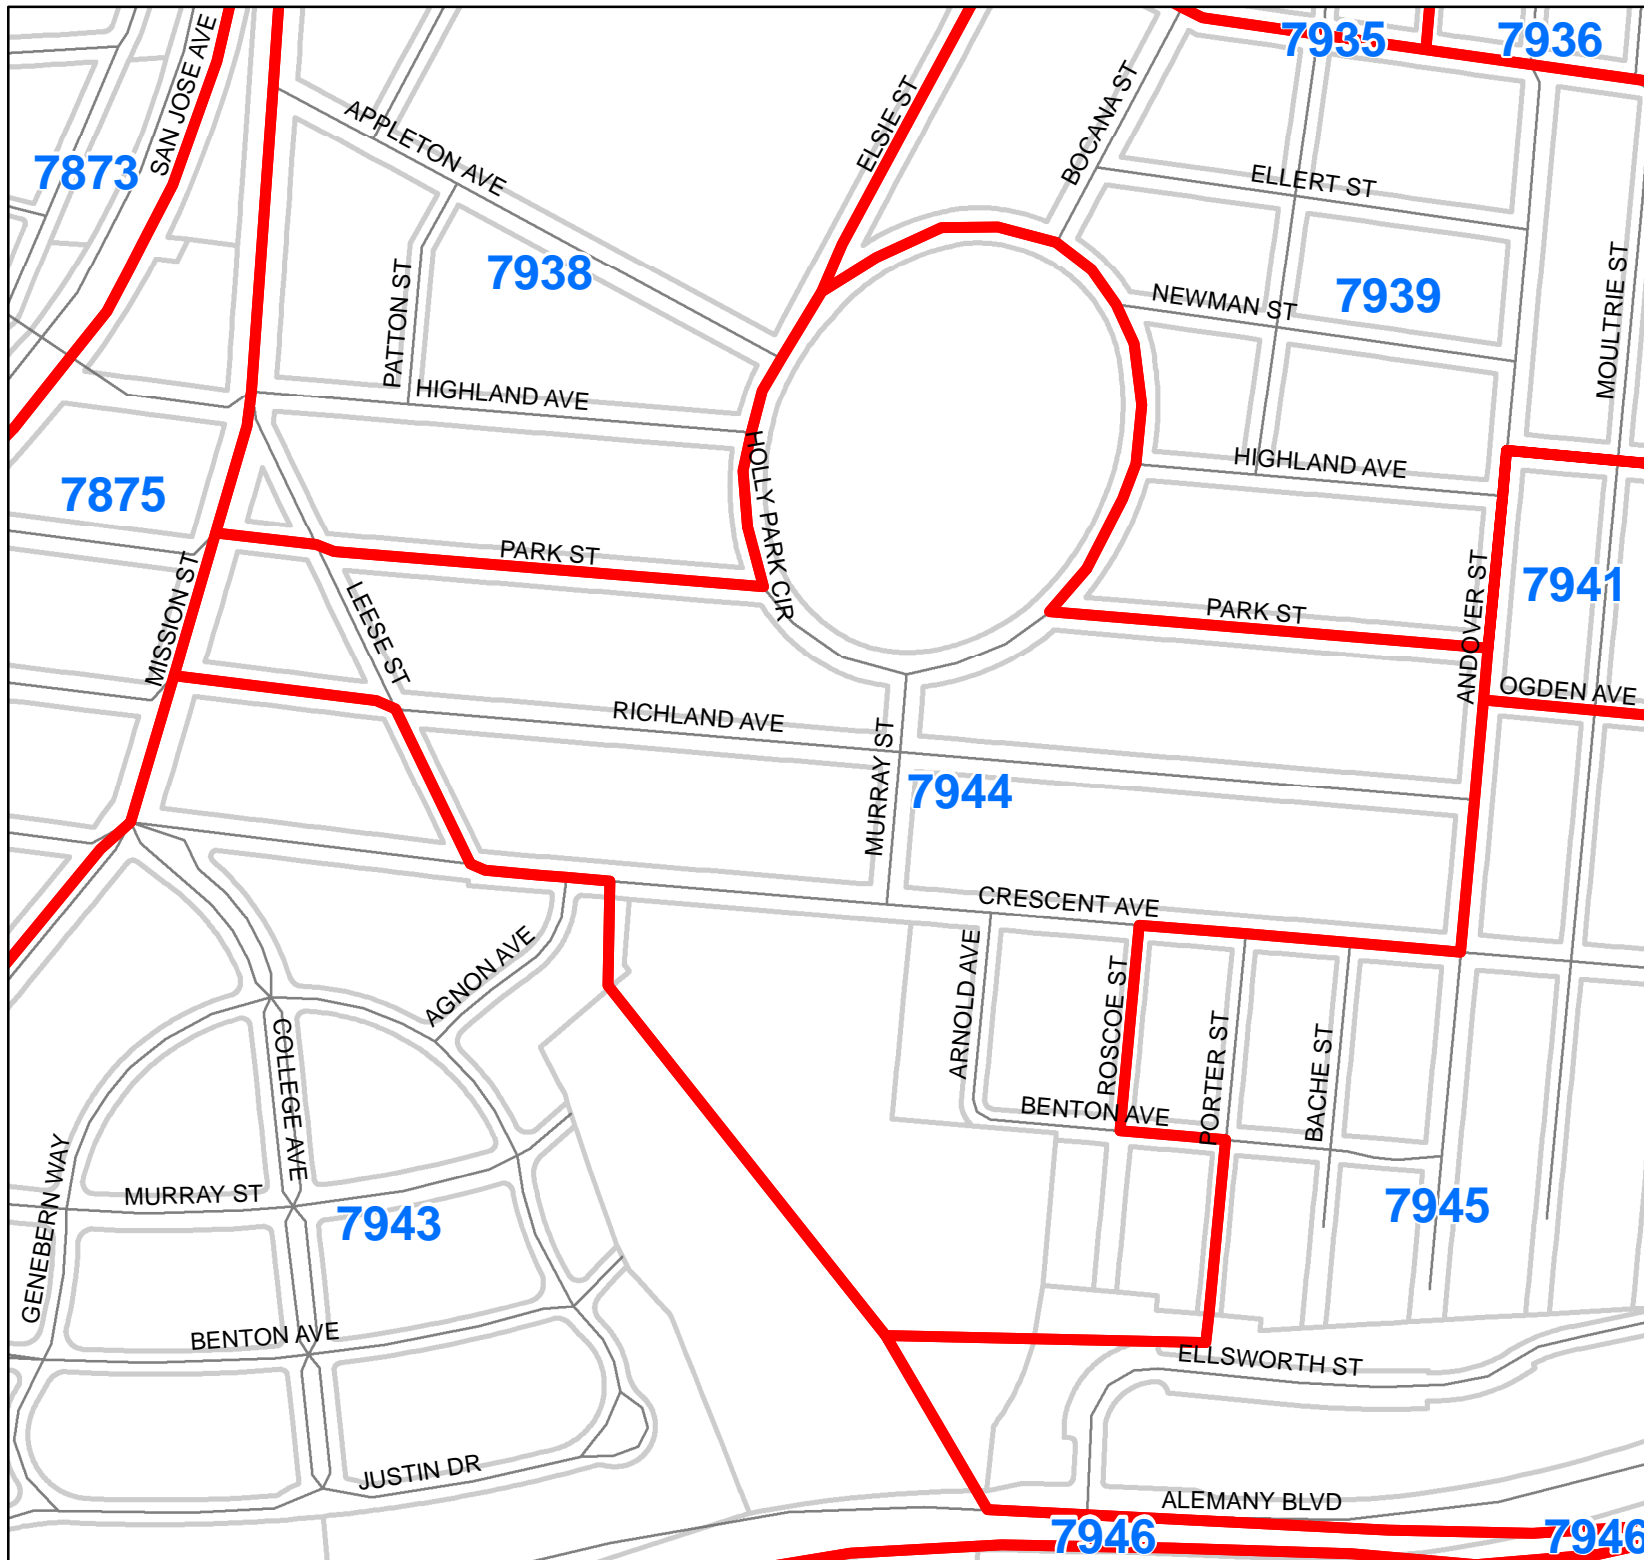 7935
7936
SAN JOSE AVE
7873
APPLETON AVE
ELSIE ST
BOCANA ST
ELLERT ST
7938
PATTON ST
NEWMAN ST
7939
MOULTRIE ST
HIGHLAND AVE
HIGHLAND AVE
7875
HOLLY PARK CIR
PARK ST
7941
MISSION ST
LEESE ST
PARK ST
ANDOVER ST
OGDEN AVE
RICHLAND AVE
MURRAY ST
7944
CRESCENT AVE
AGNON AVE
ARNOLD AVE
ROSCOE ST
PORTER ST
BACHE ST
COLLEGE AVE
BENTON AVE
GENEBERN WAY
MURRAY ST
7943
7945
BENTON AVE
ELLSWORTH ST
JUSTIN DR
ALEMANY BLVD
7946
7946